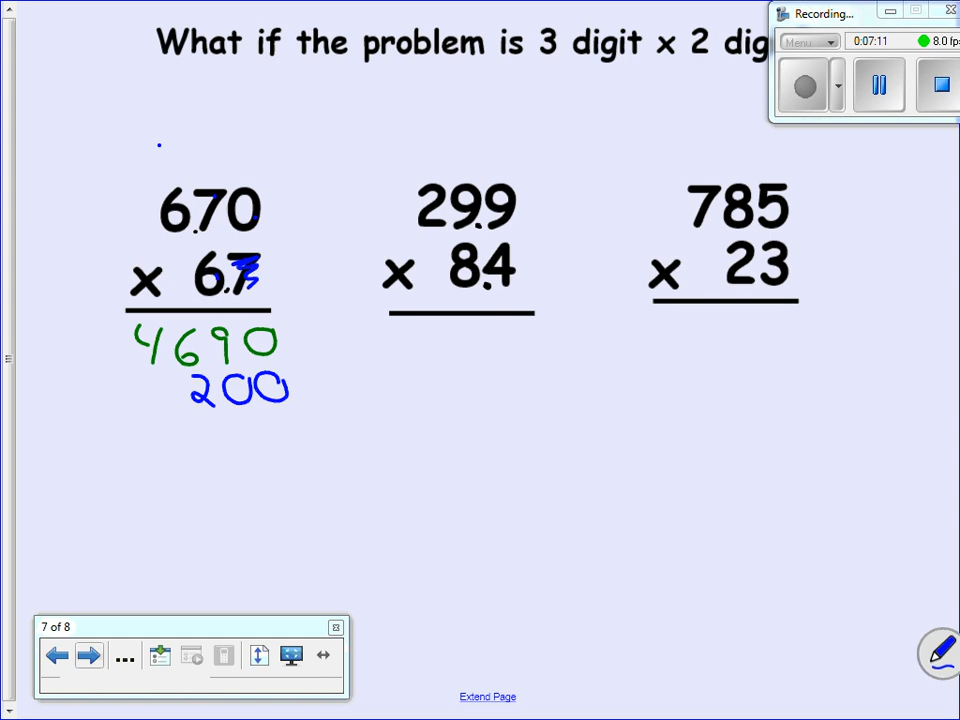 What if the problem is 3 digit x 2 dig
Recording...
Menu
0:07:11
8.0 fp
670
x 67
4690
200
299
x 84
785
x 23
7 of 8
...
Extend Page